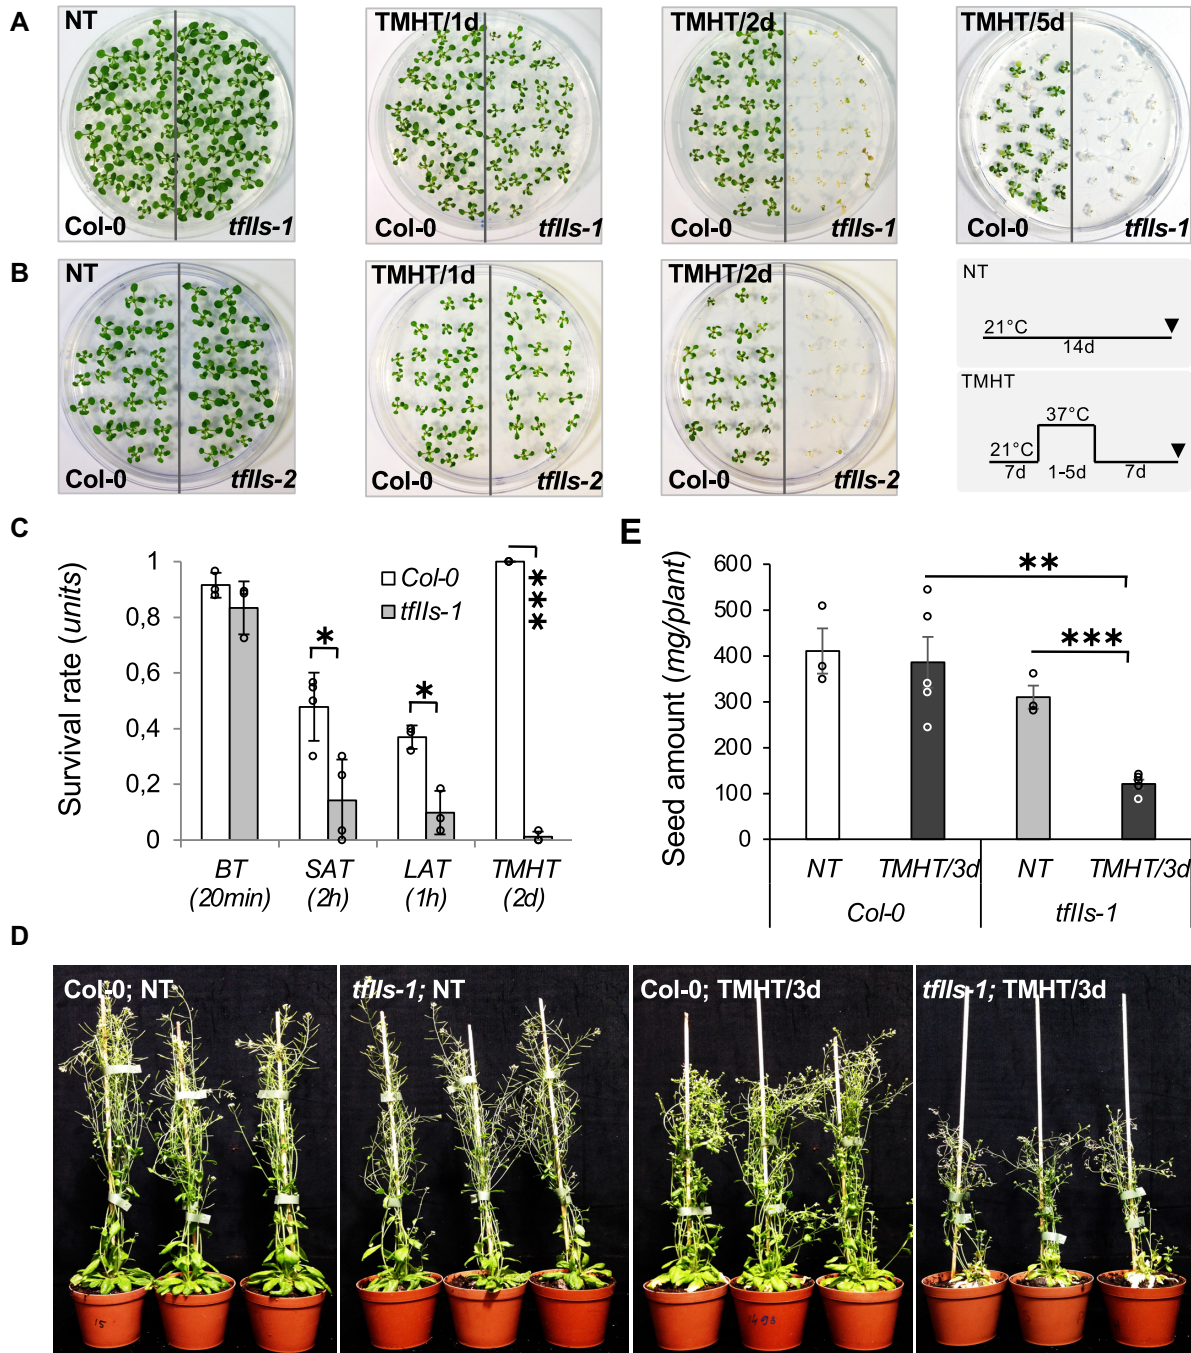 A
NT
TMHT/1d
TMHT/2d
TMHT/5d
Col-0
tfIIs-1
Col-0
tfIIs-1
Col-0
tfIIs-1
Col-0
tfIIs-1
B
NT
TMHT/1d
TMHT/2d
Col-0
tfIIs-2
Col-0
tfIIs-2
Col-0
tfIIs-2
NT
21°C
14d
TMHT
37°C
21°C
7d
1-5d
7d
C
Survival rate (units)
1
0,8
0,6
0,4
0,2
0
Col-0
tfIIs-1
*
*
***
BT
(20min)
SAT
(2h)
LAT
(1h)
TMHT
(2d)
E
Seed amount (mg/plant)
600
500
400
300
200
100
0
**
***
NT
TMHT/3d
NT
TMHT/3d
Col-0
tfIIs-1
D
Col-0; NT
tfIIs-1; NT
Col-0; TMHT/3d
tfIIs-1; TMHT/3d